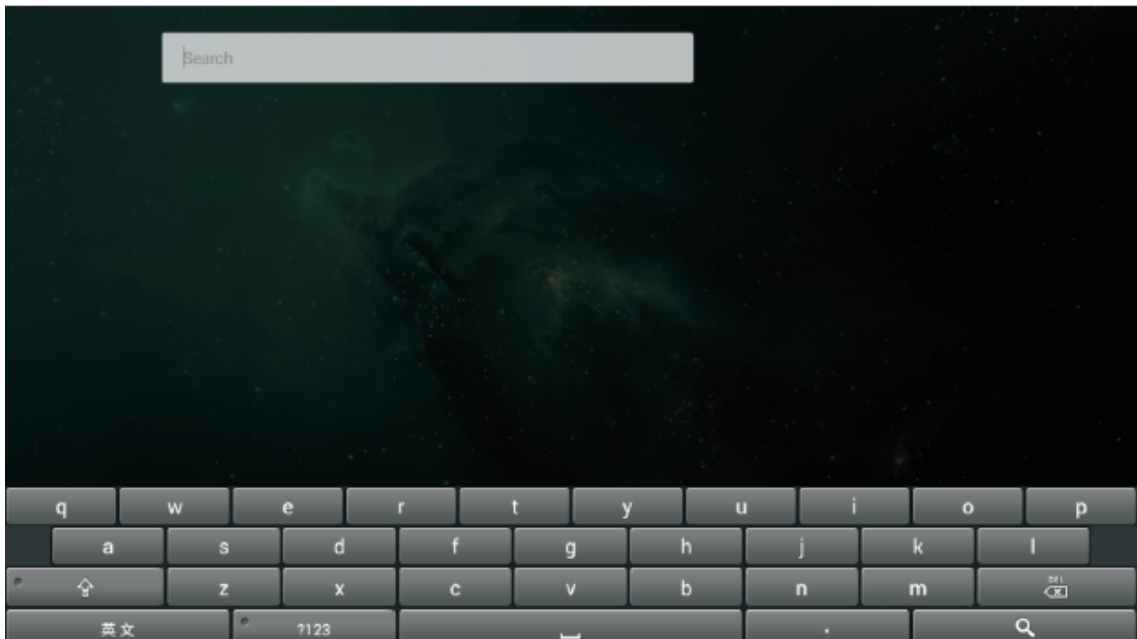 Search
q w e r t y u i o p
a s d f g h j k l
z x c v b n m DEL
英文 ?123 .